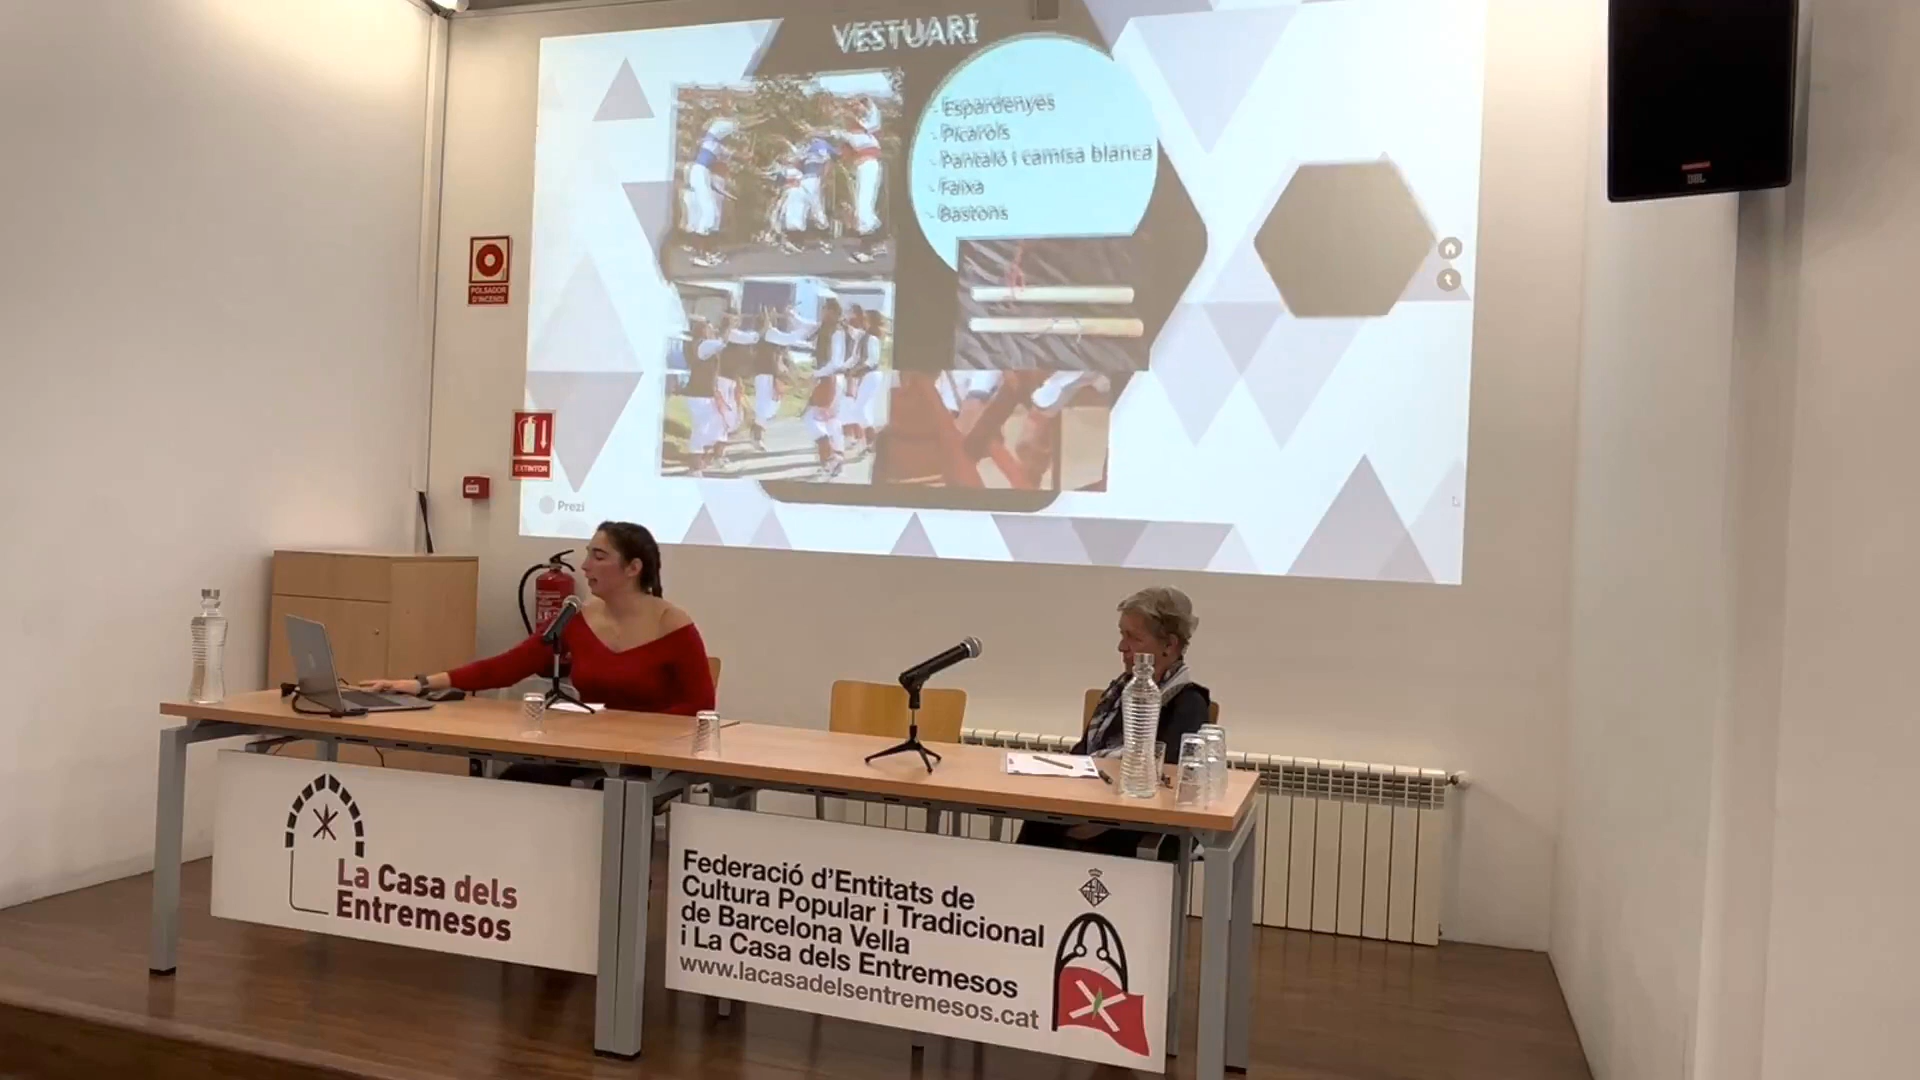 VESTUARI
- Espardenyes
- Picarols
- Pantaló i camisa blanca
- Faixa
- Bastons
Prezi
POLSADOR
D'INCENDI
EXTINTOR
JBL
La Casa dels
Entremesos
Federació d'Entitats de
Cultura Popular i Tradicional
de Barcelona Vella
i La Casa dels Entremesos
www.lacasadelsentremesos.cat